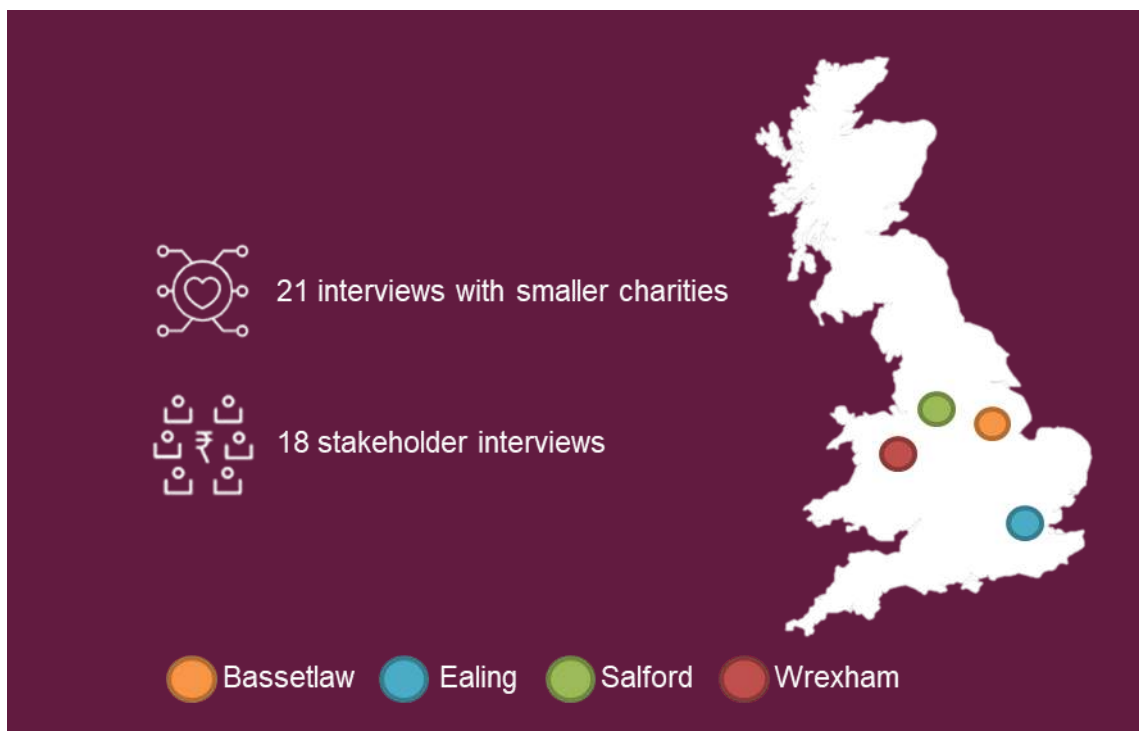 21 interviews with smaller charities
₹
18 stakeholder interviews
Bassetlaw Ealing Salford Wrexham